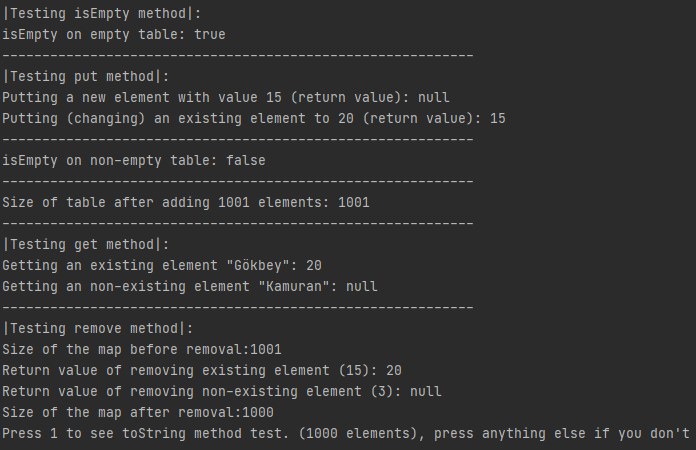 |Testing isEmpty method|:
isEmpty on empty table: true
---------------------------------------------------------
|Testing put method|:
Putting a new element with value 15 (return value): null
Putting (changing) an existing element to 20 (return value): 15
---------------------------------------------------------
isEmpty on non-empty table: false
---------------------------------------------------------
Size of table after adding 1001 elements: 1001
---------------------------------------------------------
|Testing get method|:
Getting an existing element "Gökbey": 20
Getting an non-existing element "Kamuran": null
---------------------------------------------------------
|Testing remove method|:
Size of the map before removal:1001
Return value of removing existing element (15): 20
Return value of removing non-existing element (3): null
Size of the map after removal:1000
Press 1 to see toString method test. (1000 elements), press anything else if you don't